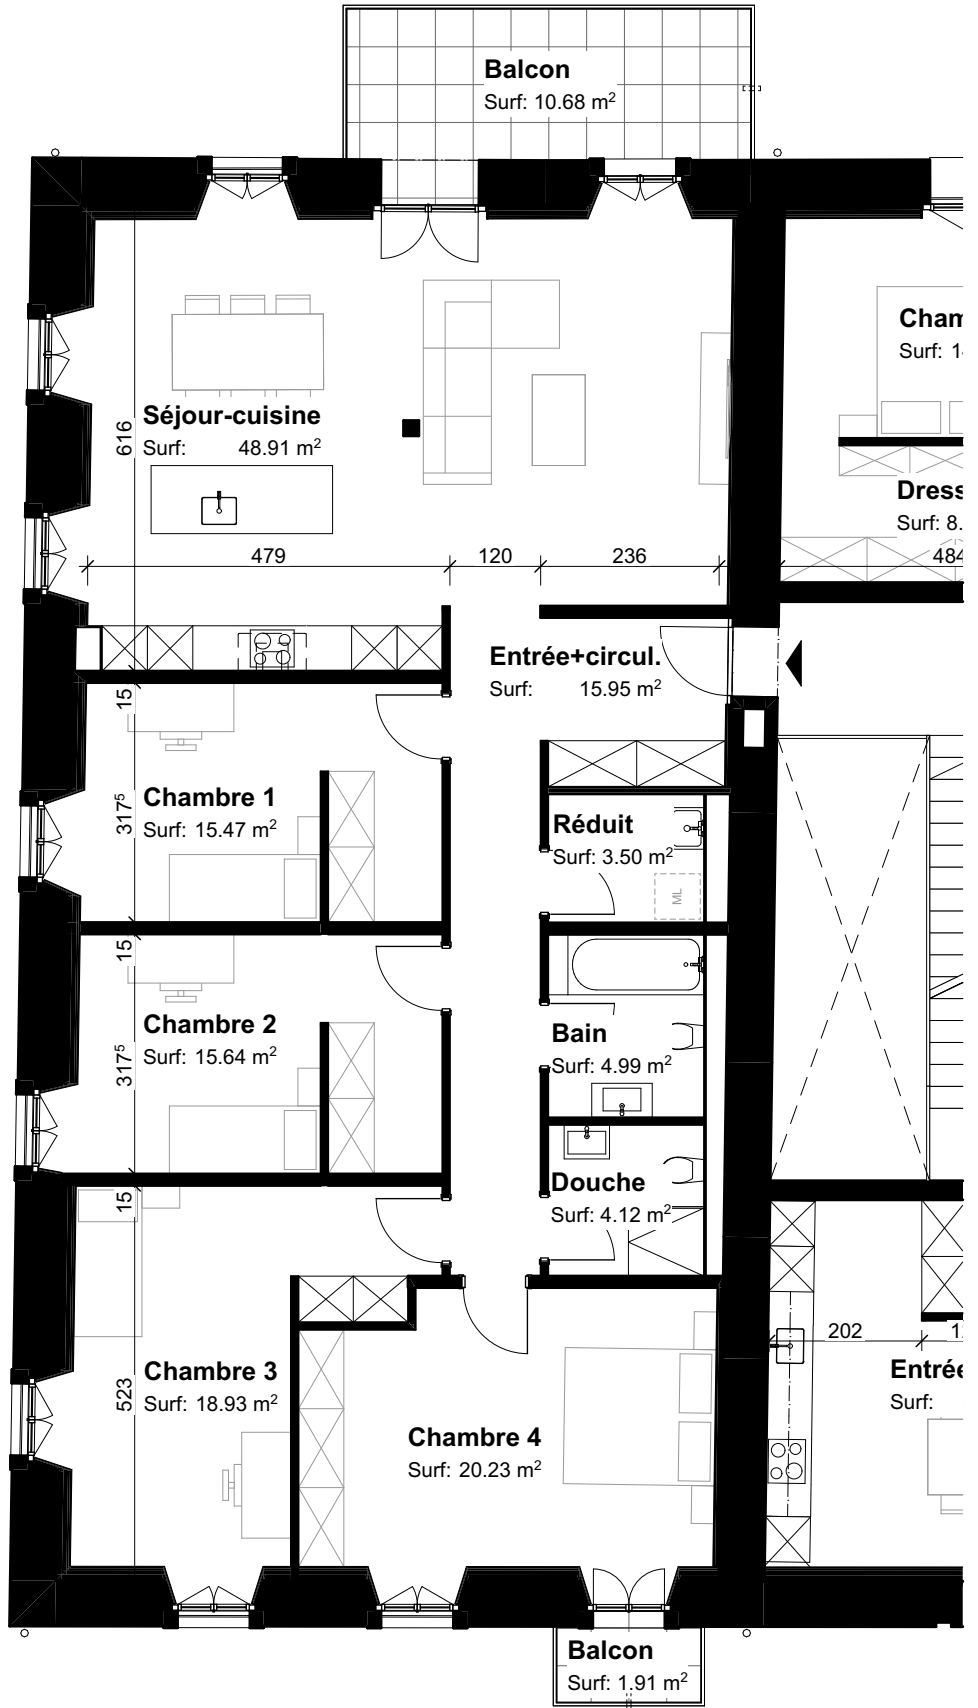 Balcon
Surf: 10.68 m²
Séjour-cuisine
Surf: 48.91 m²
616
479
120
236
484
Surf: 1
Surf: 8.
Entrée+circul.
Surf: 15.95 m²
15
317⁵
Chambre 1
Surf: 15.47 m²
Réduit
Surf: 3.50 m²
ML
15
317⁵
Chambre 2
Surf: 15.64 m²
Bain
Surf: 4.99 m²
Douche
Surf: 4.12 m²
15
523
Chambre 3
Surf: 18.93 m²
Chambre 4
Surf: 20.23 m²
202
Entrée
Surf:
Balcon
Surf: 1.91 m²